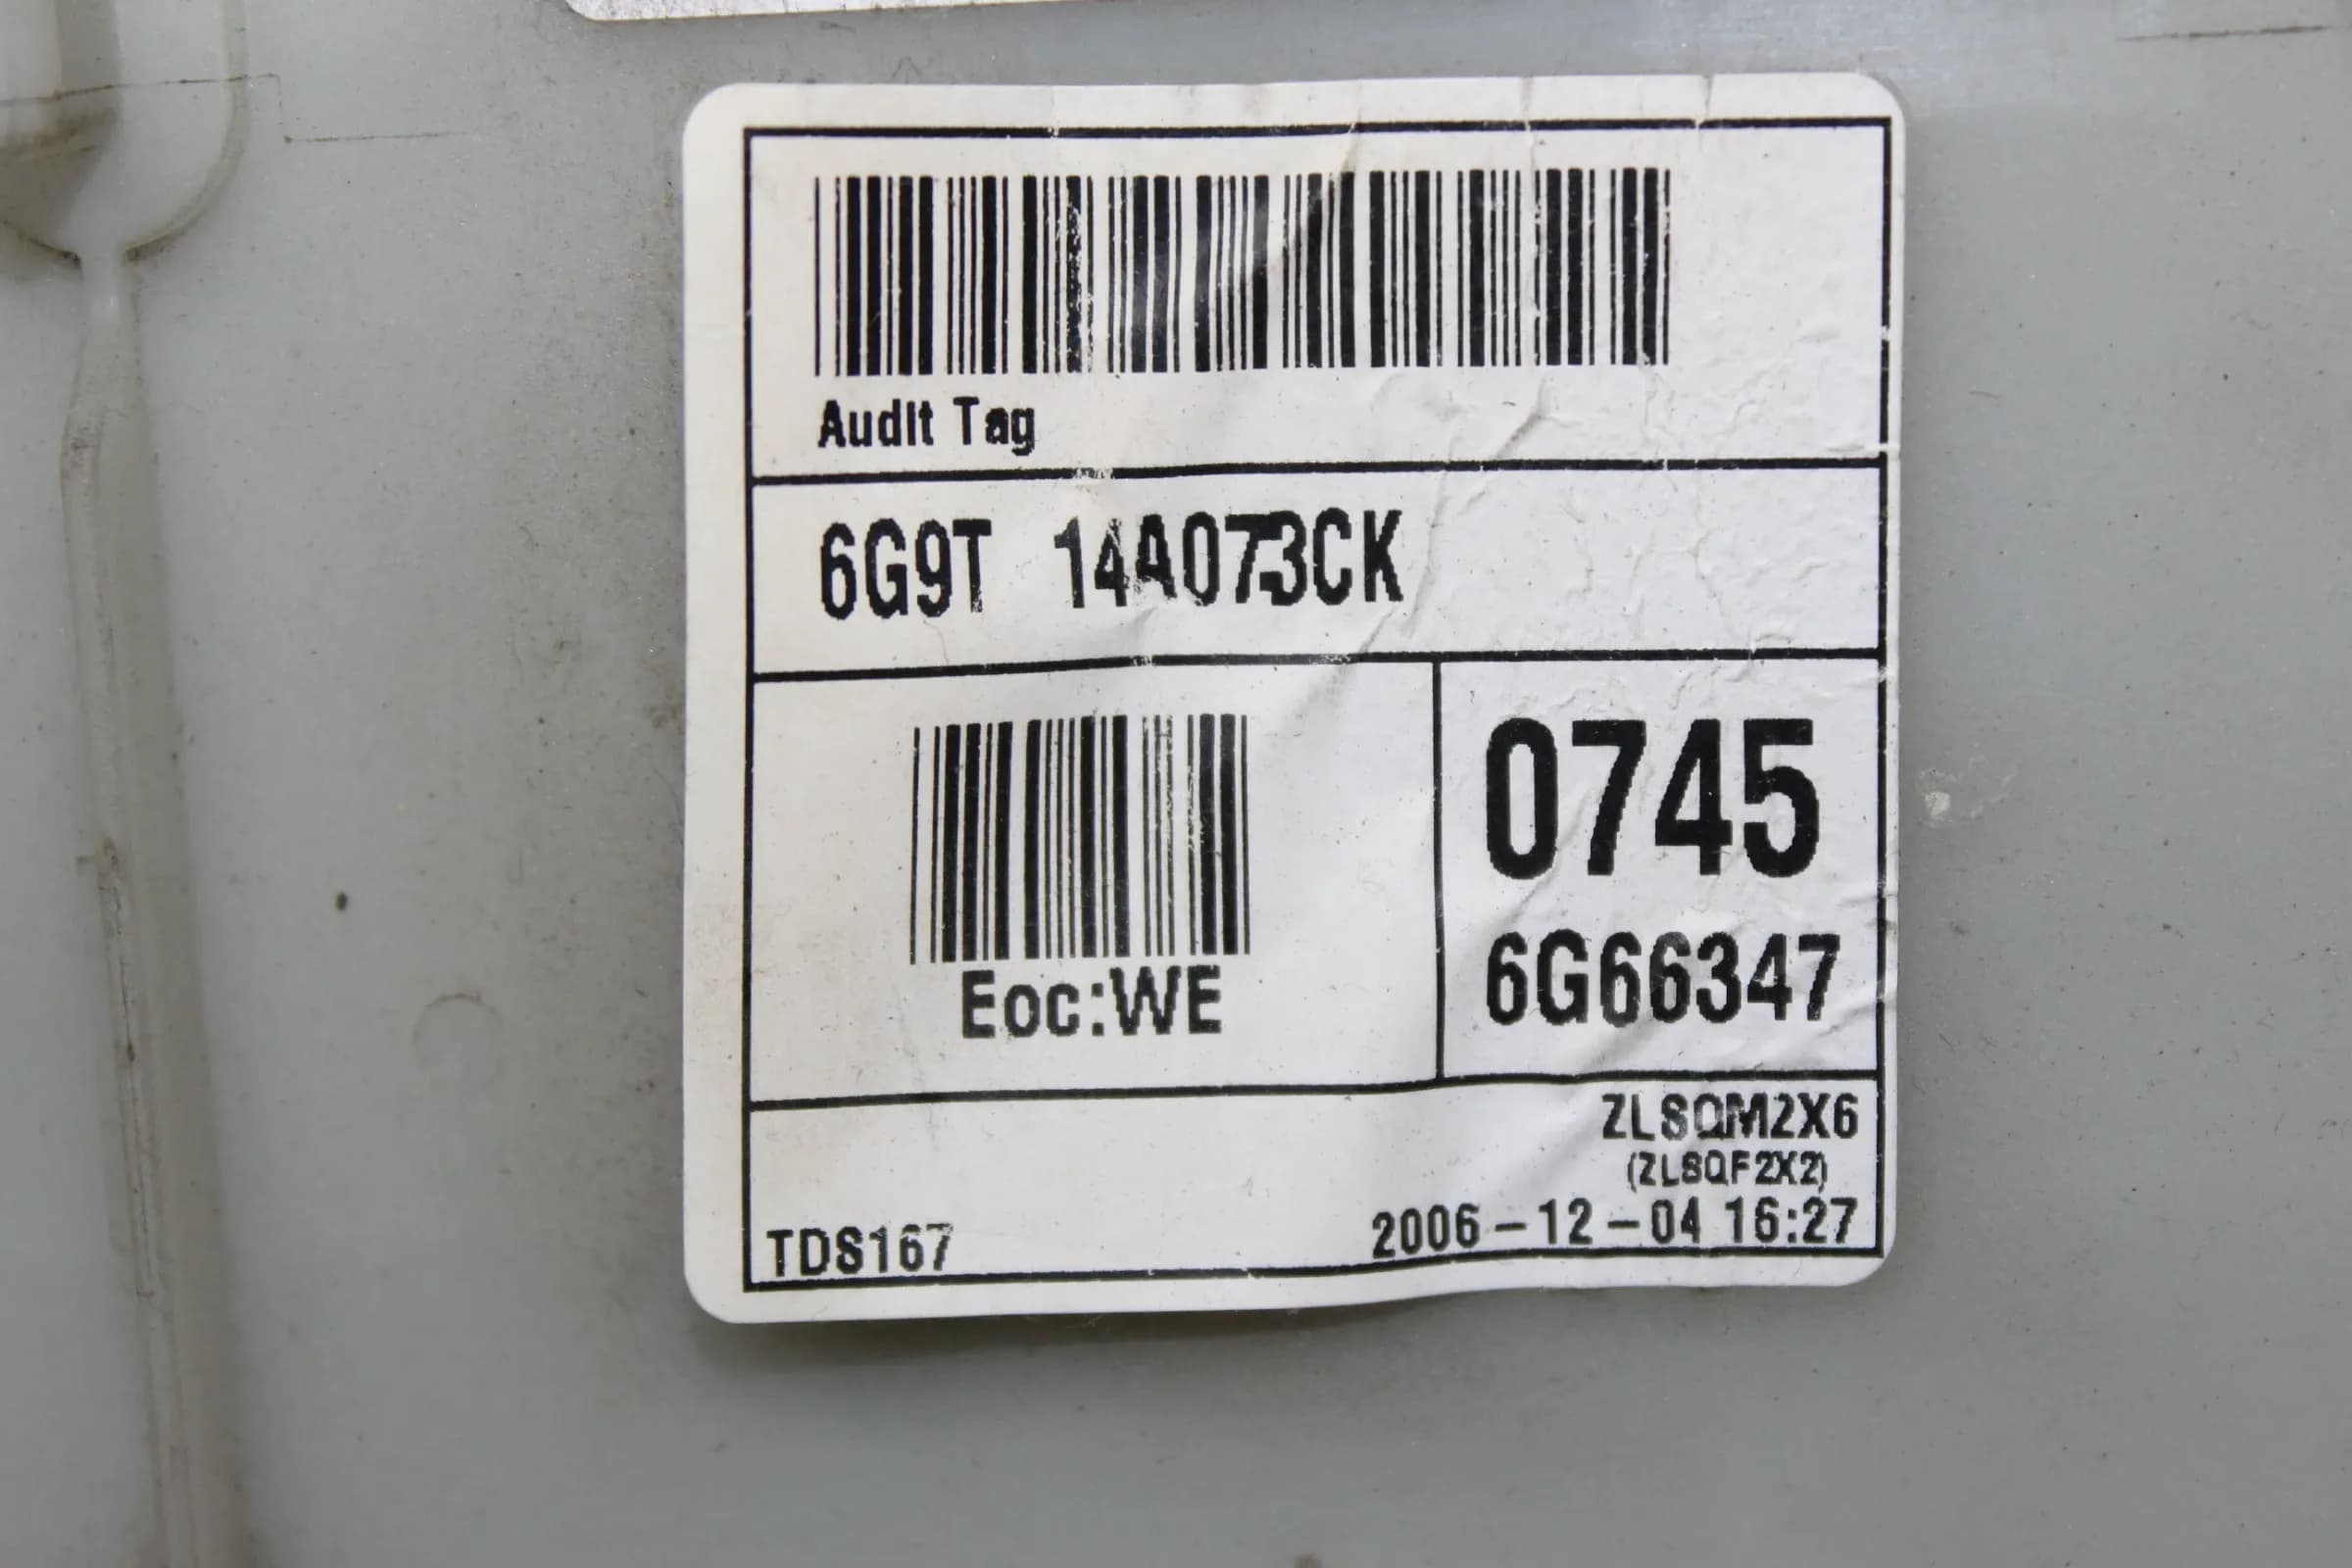 Audit Tag
6G9T 14A073CK
0745
6G66347
Eoc:WE
ZLSQM2X6
(ZLSQF2X2)
TDS167
2006-12-04 16:27